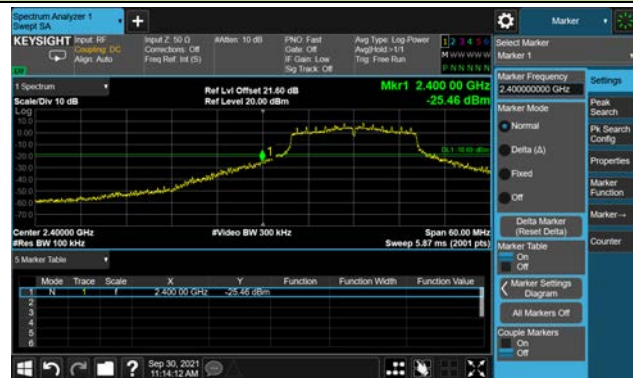 Spectrum Analyzer 1
Swept SA
Marker
KEYSIGHT
Input: RF
Coupling: DC
Align: Auto
Input Z: 50 Ω
Corrections: Off
Freq Ref: Int (S)
#Atten: 10 dB
PNO: Fast
Gate: Off
IF Gain: Low
Sig Track: Off
Avg Type: Log-Power
Avg|Hold:>1/1
Trig: Free Run
1 2 3 4 5 6
M W W W W W
P N N N N N
Select Marker
Marker 1
1 Spectrum
Scale/Div 10 dB
Log
Ref Lvl Offset 21.60 dB
Ref Level 20.00 dBm
Mkr1 2.400 00 GHz
-25.46 dBm
10.0
0.00
-10.0
-20.0
-30.0
-40.0
-50.0
-60.0
-70.0
1
Center 2.40000 GHz
#Res BW 100 kHz
#Video BW 300 kHz
Span 60.00 MHz
Sweep 5.87 ms (2001 pts)
5 Marker Table
Mode Trace Scale X Y Function Function Width Function Value
1 N 1 f 2.400 00 GHz -25.46 dBm
2
3
4
5
6
Marker Frequency
2.400000000 GHz
Marker Mode
Normal
Delta (Δ)
Fixed
Off
Delta Marker
(Reset Delta)
Marker Table
On
Off
Marker Settings
Diagram
All Markers Off
Couple Markers
On
Off
Settings
Peak
Search
Pk Search
Config
Properties
Marker
Function
Marker→
Counter
Sep 30, 2021
11:14:12 AM